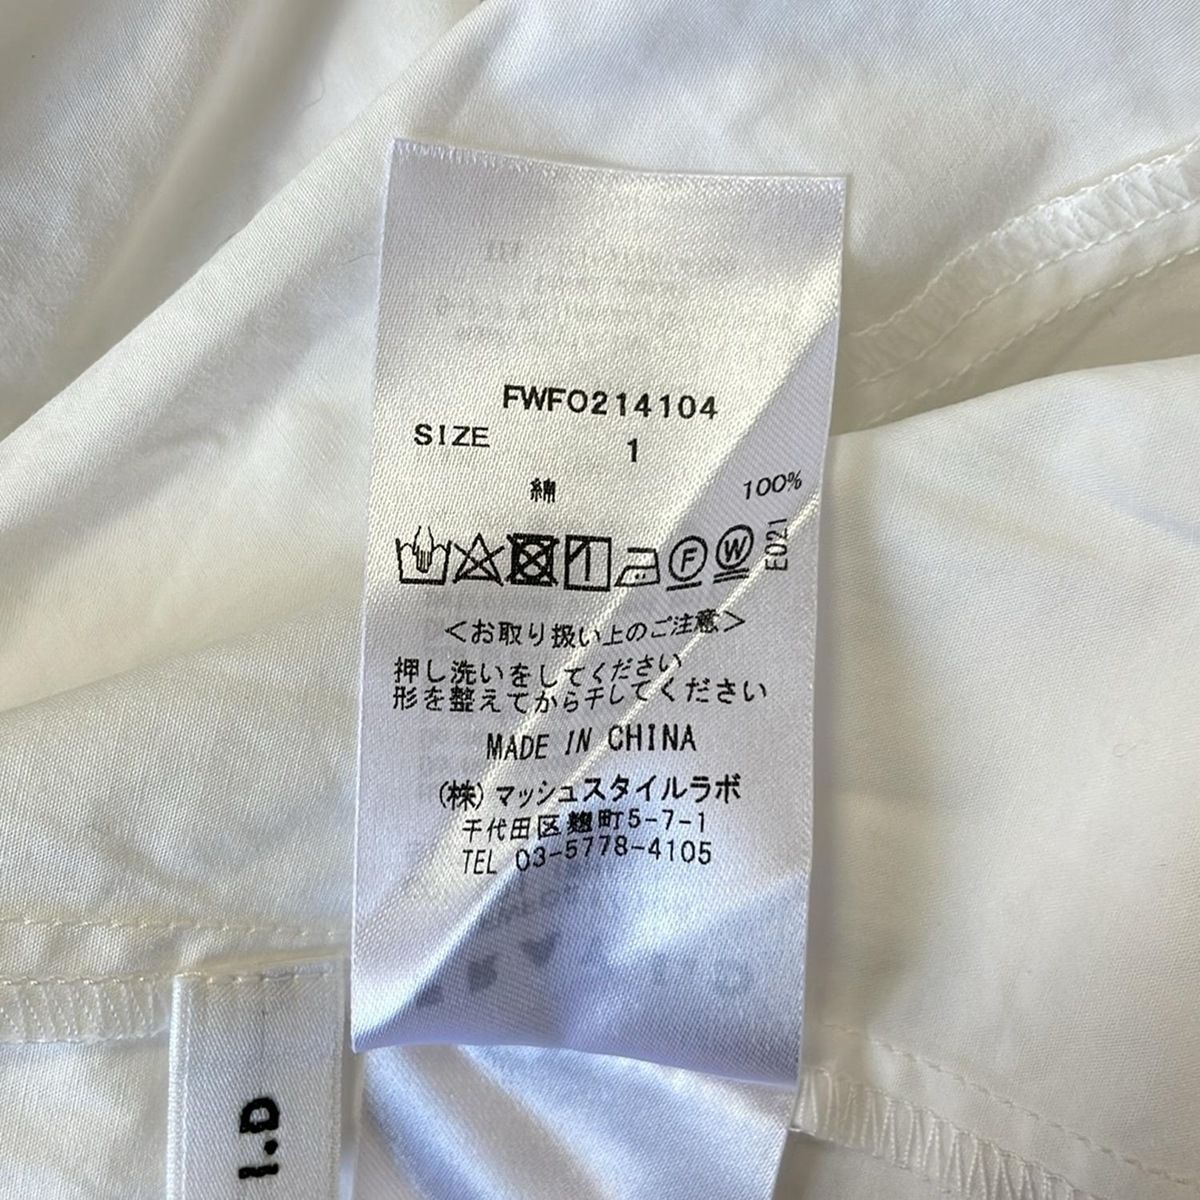 FWFO214104
SIZE 1
綿 100%
F W E021
<お取り扱い上のご注意>
押し洗いをしてください
形を整えてから干してください
MADE IN CHINA
(株)マッシュスタイルラボ
千代田区麹町5-7-1
TEL 03-5778-4105
I.D